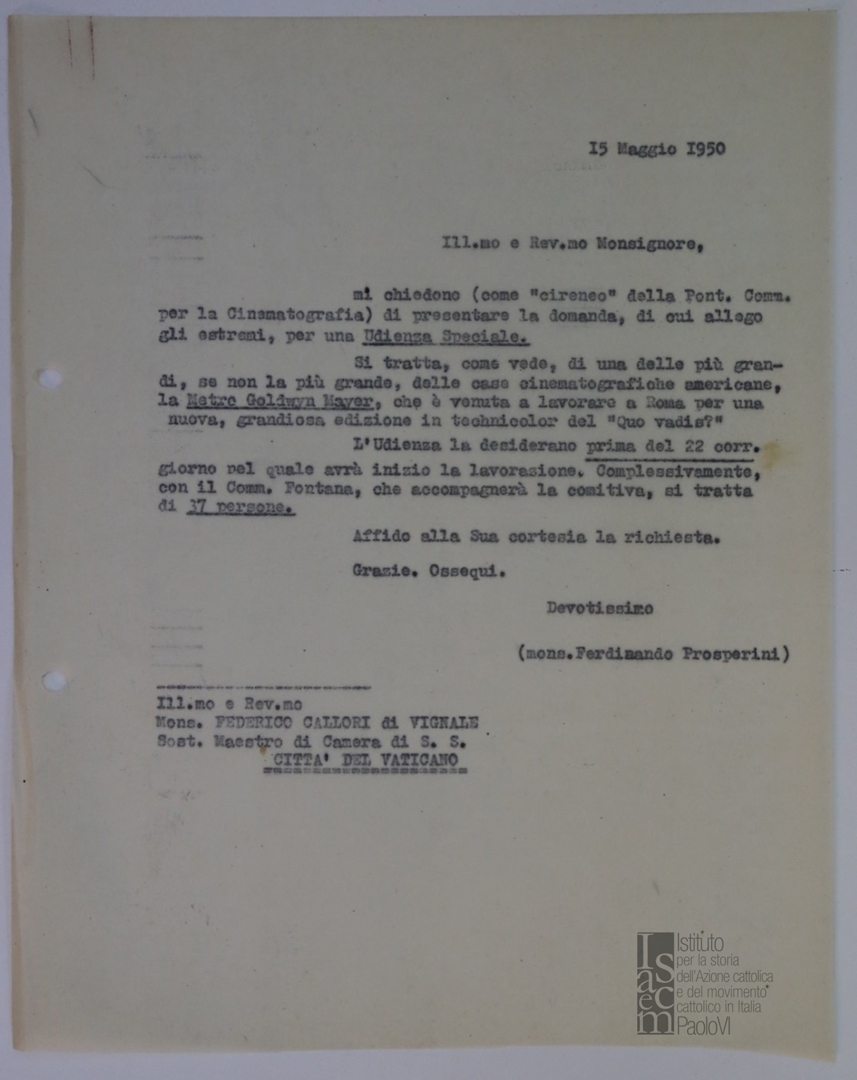 15 Maggio 1950
Ill.mo e Rev.mo Monsignore,
mi chiedono (come "cireneo" della Pont. Comm.
per la Cinematografia) di presentare la domanda, di cui allego
gli estremi, per una Udienza Speciale.
Si tratta, come vede, di una delle più gran-
di, se non la più grande, delle case cinematografiche americane,
la Metro Goldwyn Mayer, che è venuta a lavorare a Roma per una
nuova, grandiosa edizione in technicolor del "Quo vadis?"
L'Udienza la desiderano prima del 22 corr.
giorno nel quale avrà inizio la lavorazione. Complessivamente,
con il Comm. Fontana, che accompagnerà la comitiva, si tratta
di 37 persone.
Affido alla Sua cortesia la richiesta.
Grazie. Ossequi.
Devotissimo
(mons.Ferdinando Prosperini)
Ill.mo e Rev.mo
Mons. FEDERICO CALLORI di VIGNALE
Sost. Maestro di Camera di S. S.
CITTA' DEL VATICANO
Isacem
Istituto
per la storia
dell'Azione cattolica
e del movimento
cattolico in Italia
PaoloVI